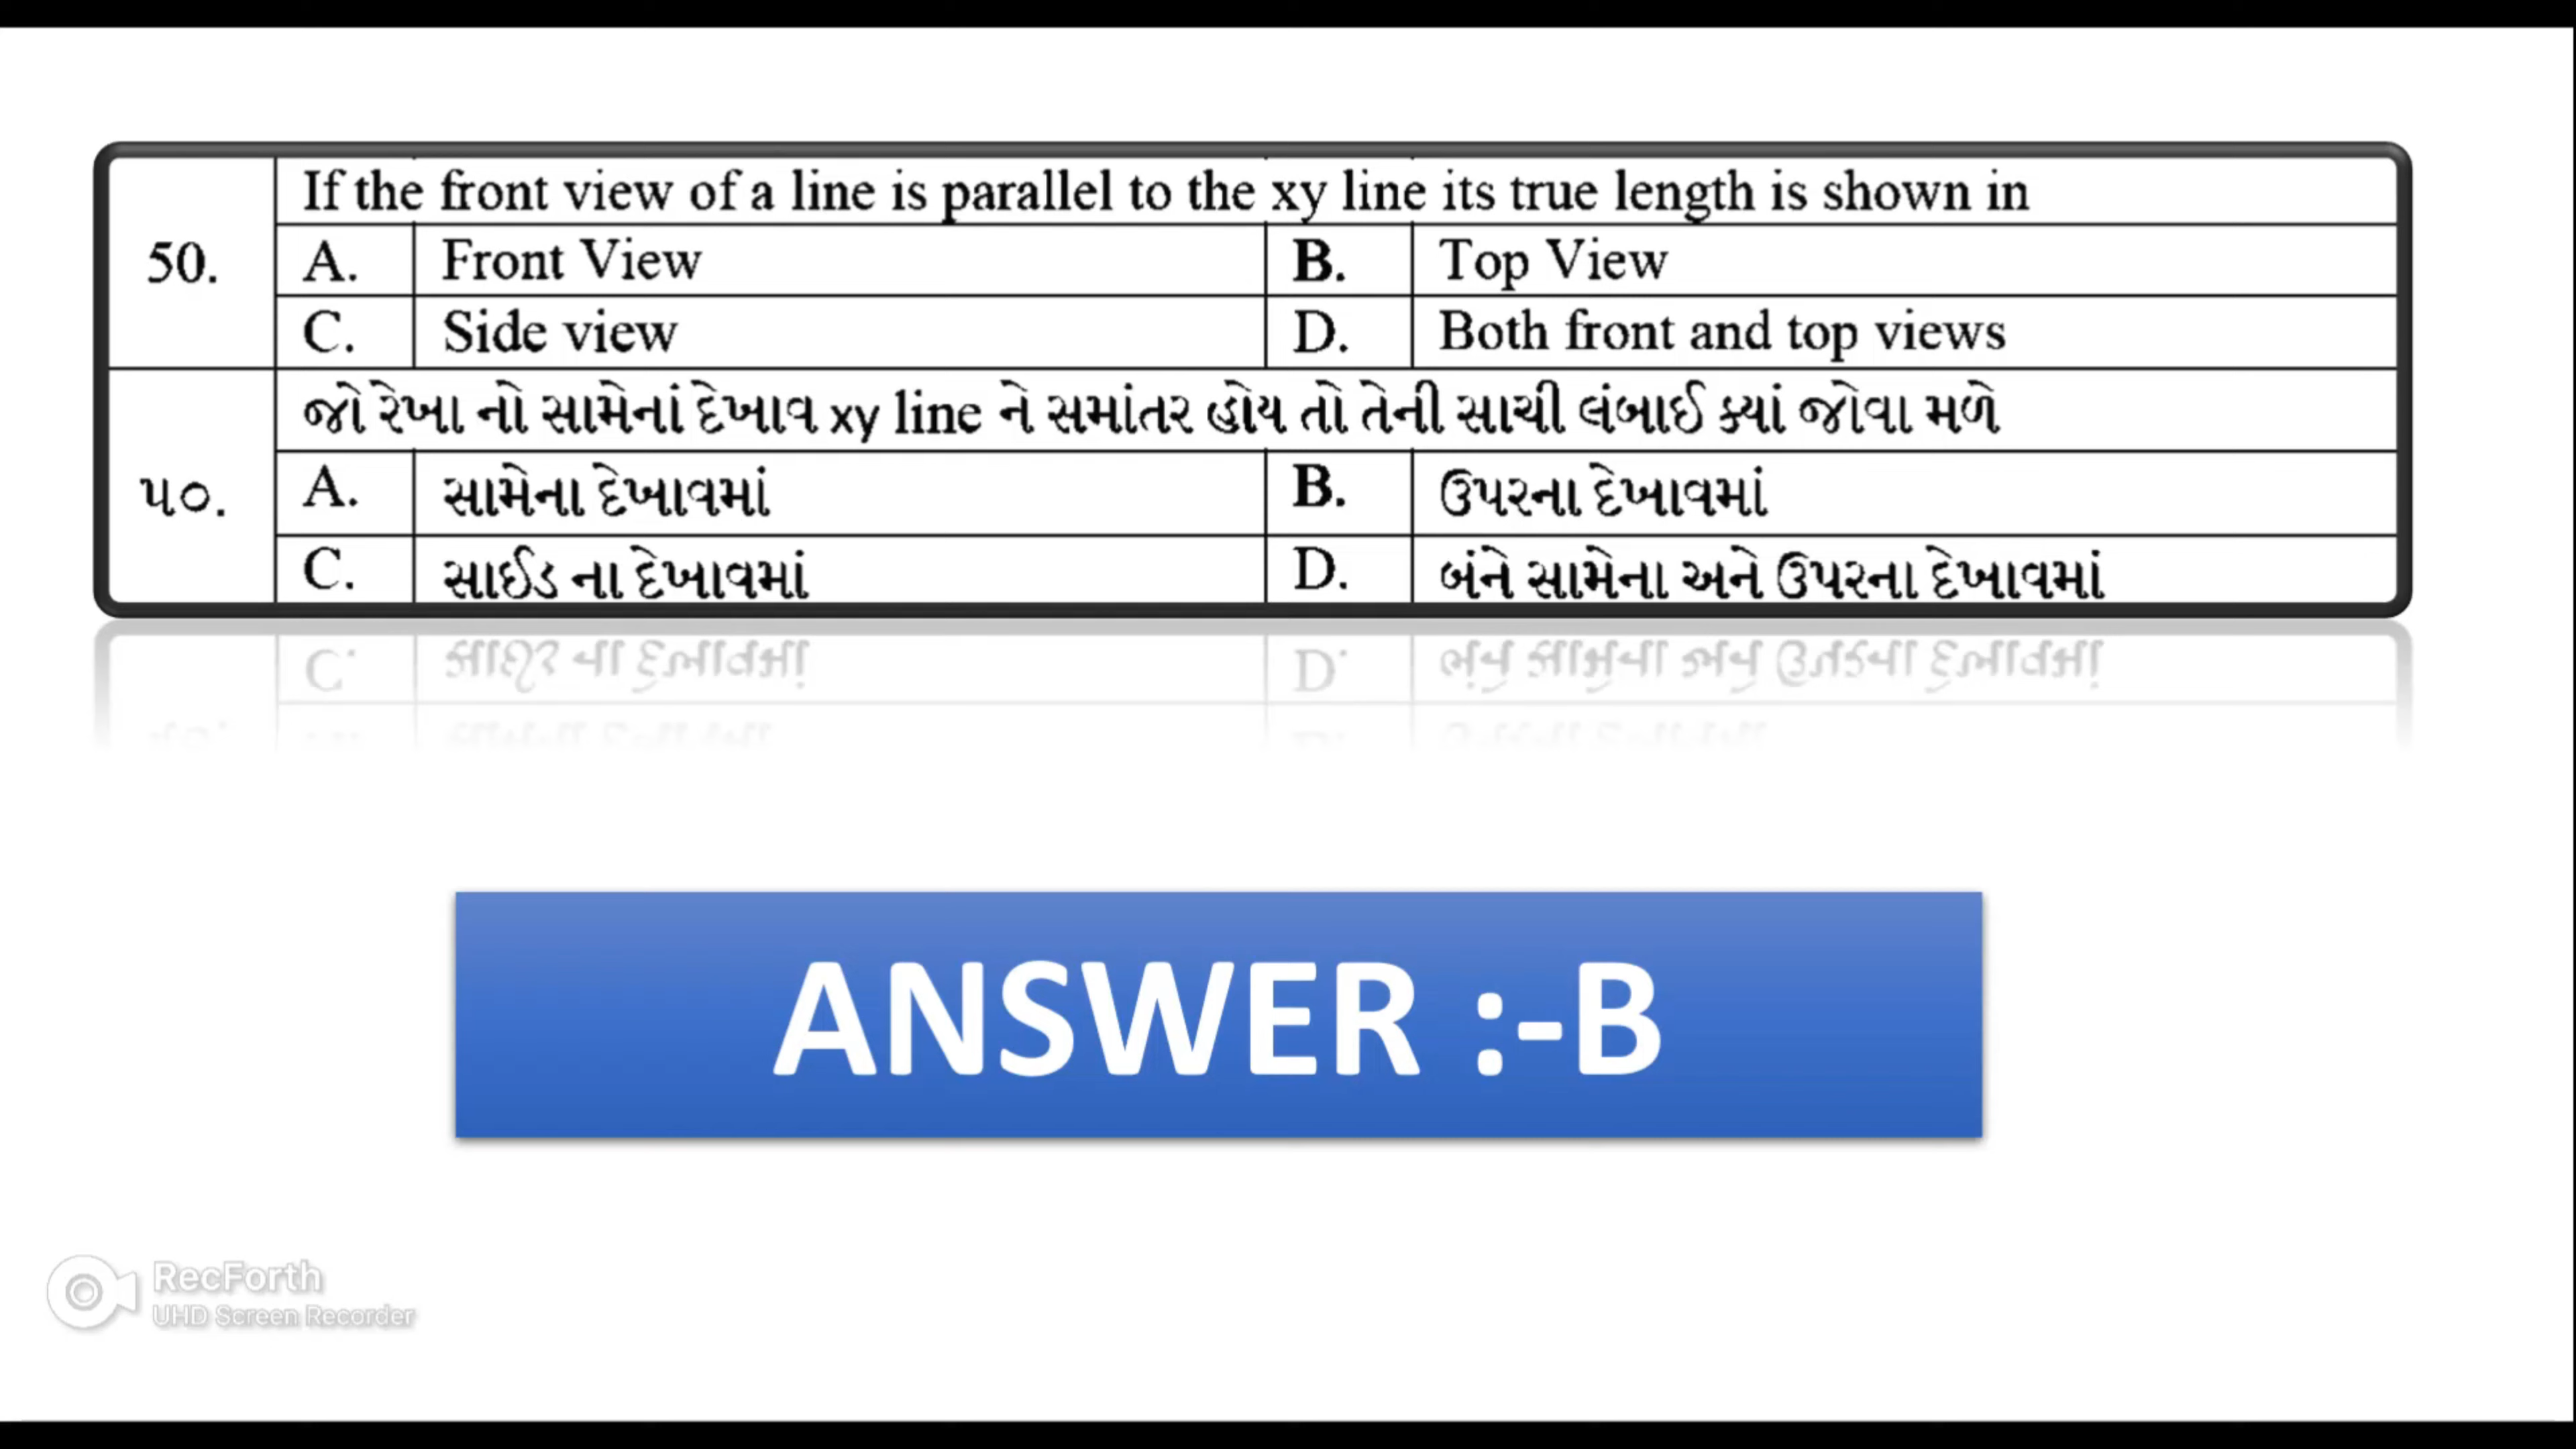 50.
If the front view of a line is parallel to the xy line its true length is shown in
A. Front View B. Top View
C. Side view D. Both front and top views
૫૦.
જો રેખા નો સામેનાં દેખાવ xy line ને સમાંતર હોય તો તેની સાચી લંબાઈ ક્યાં જોવા મળે
A. સામેના દેખાવમાં B. ઉપરના દેખાવમાં
C. સાઈડ ના દેખાવમાં D. બંને સામેના અને ઉપરના દેખાવમાં
ANSWER :-B
RecForth
UHD Screen Recorder